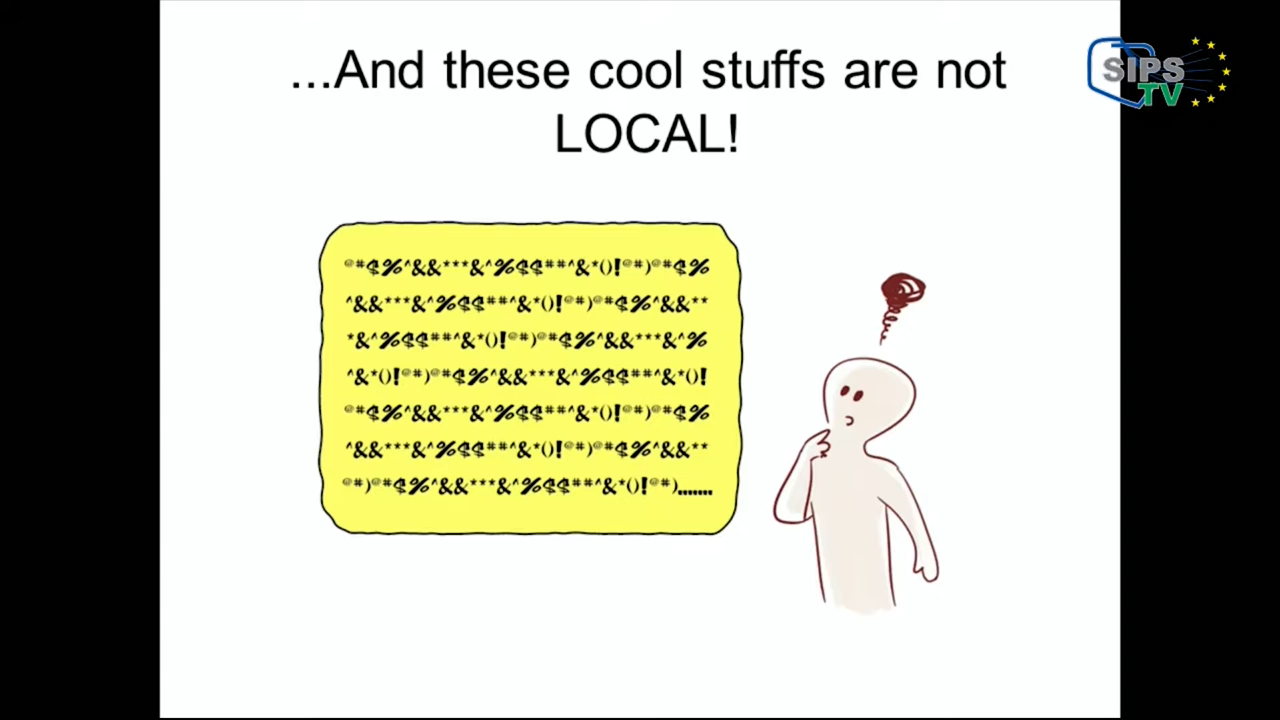 ...And these cool stuffs are not
LOCAL!
SIPS
TV
@#$%^&&***&^%$$##^&*()!@#)@#$%
^&&***&^%$$##^&*()!@#)@#$%^&&**
*&^%$$##^&*()!@#)@#$%^&&***&^%
^&*()!@#)@#$%^&&***&^%$$##^&*()!
@#$%^&&***&^%$$##^&*()!@#)@#$%
^&&***&^%$$##^&*()!@#)@#$%^&&**
@#)@#$%^&&***&^%$$##^&*()!@#).......